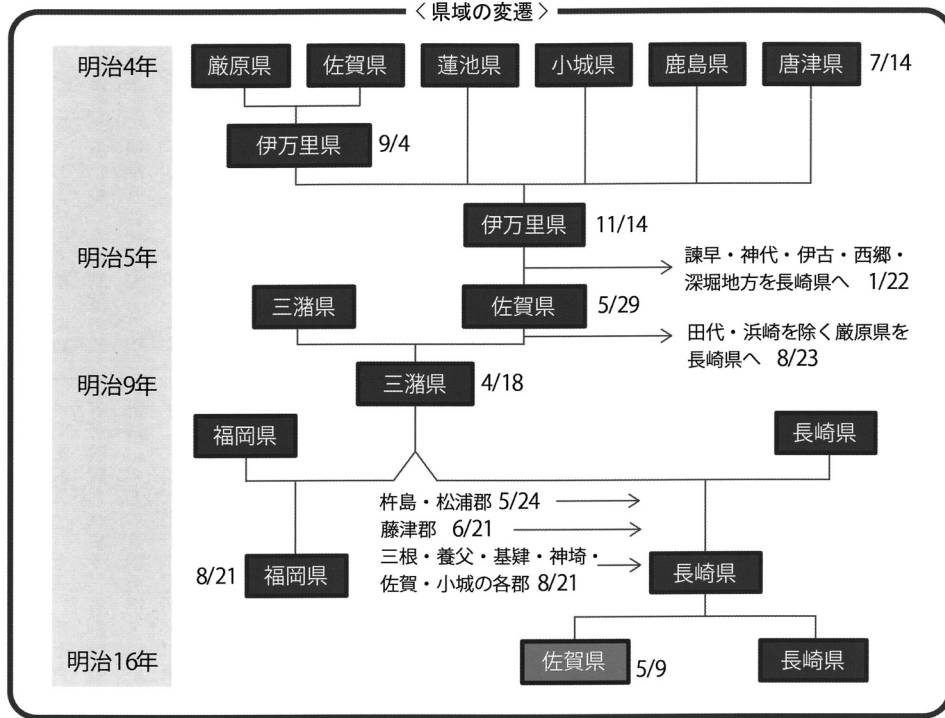 〈 県域の変遷 〉
明治4年
厳原県
佐賀県
蓮池県
小城県
鹿島県
唐津県
7/14
伊万里県
9/4
伊万里県
11/14
明治5年
諫早・神代・伊古・西郷・
深堀地方を長崎県へ 1/22
三潴県
佐賀県
5/29
田代・浜崎を除く厳原県を
長崎県へ 8/23
明治9年
三潴県
4/18
福岡県
長崎県
杵島・松浦郡 5/24
藤津郡 6/21
三根・養父・基肄・神埼・
佐賀・小城の各郡 8/21
8/21
福岡県
長崎県
明治16年
佐賀県
5/9
長崎県